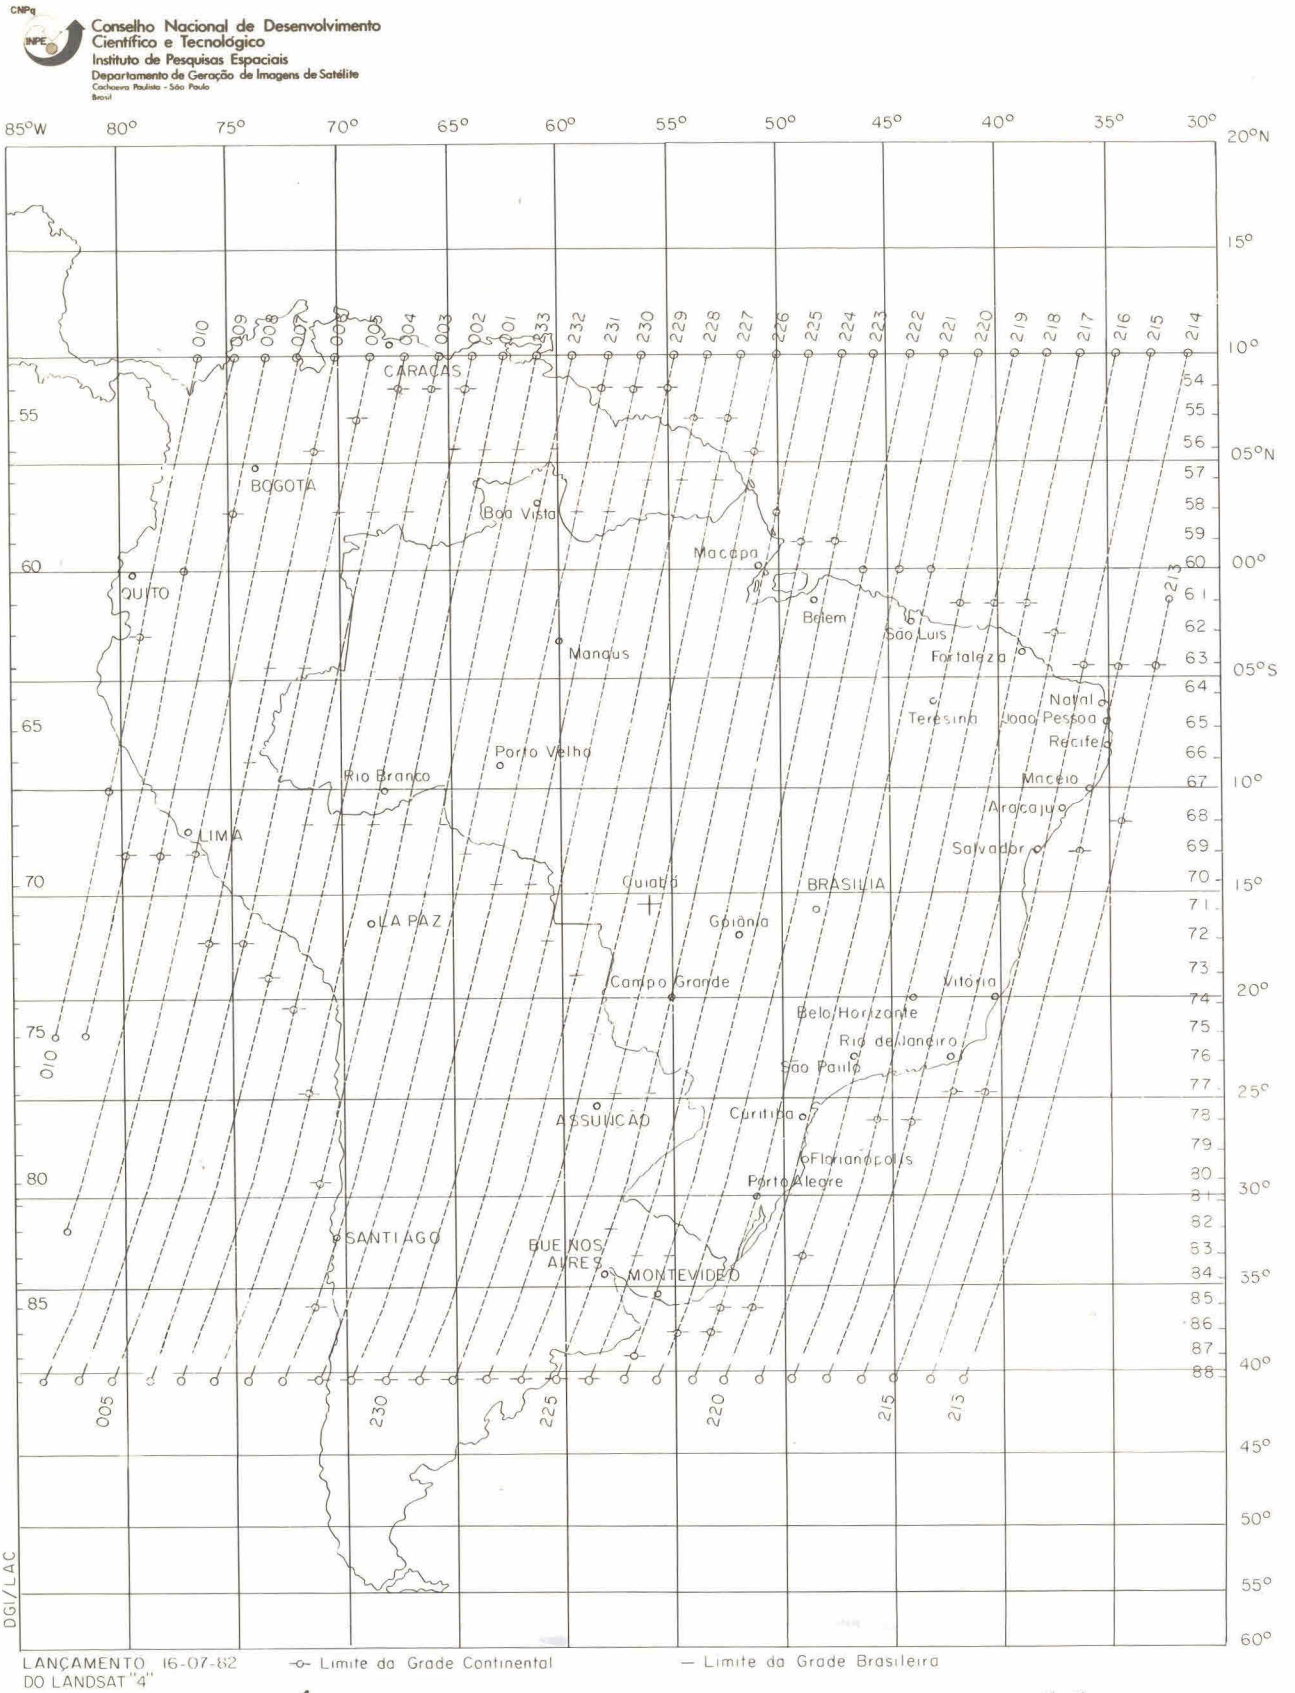 CNPq
INPE
Conselho Nacional de Desenvolvimento
Científico e Tecnológico
Instituto de Pesquisas Espaciais
Departamento de Geração de Imagens de Satélite
Cachoeira Paulista - São Paulo
Brasil
85°W 80° 75° 70° 65° 60° 55° 50° 45° 40° 35° 30°
20°N
15°
010 009 008 007 006 005 004 003 002 001 233 232 231 230 229 228 227 226 225 224 223 222 221 220 219 218 217 216 215 214
10°
CARACAS
54
55
55
56
05°N
57
BOGOTA
Boa Vista
58
59
Macapa
60
60
00°
QUITO
213
61
Belem
62
São Luis
Manaus
Fortaleza
63
05°S
64
Natal
65
Teresina
João Pessoa
65
Recife
66
Porto Velho
Rio Branco
Maceio
67
10°
Aracaju
68
LIMA
Salvador
69
70
Cuiabá
BRASILIA
70
15°
71
LA PAZ
Goiânia
72
73
Campo Grande
Vitória
74
20°
Belo Horizonte
75
75
010
Rio de Janeiro
76
São Paulo
77
25°
ASSUNCÃO
Curitiba
78
79
Florianópolis
80
Porto Alegre
80
81
30°
82
SANTIAGO
BUENOS
AIRES
83
MONTEVIDEO
84
35°
85
85
86
87
88
40°
005
230
225
220
215
213
45°
50°
55°
60°
DGI/LAC
LANÇAMENTO 16-07-82
DO LANDSAT "4"
Limite da Grade Continental
Limite da Grade Brasileira